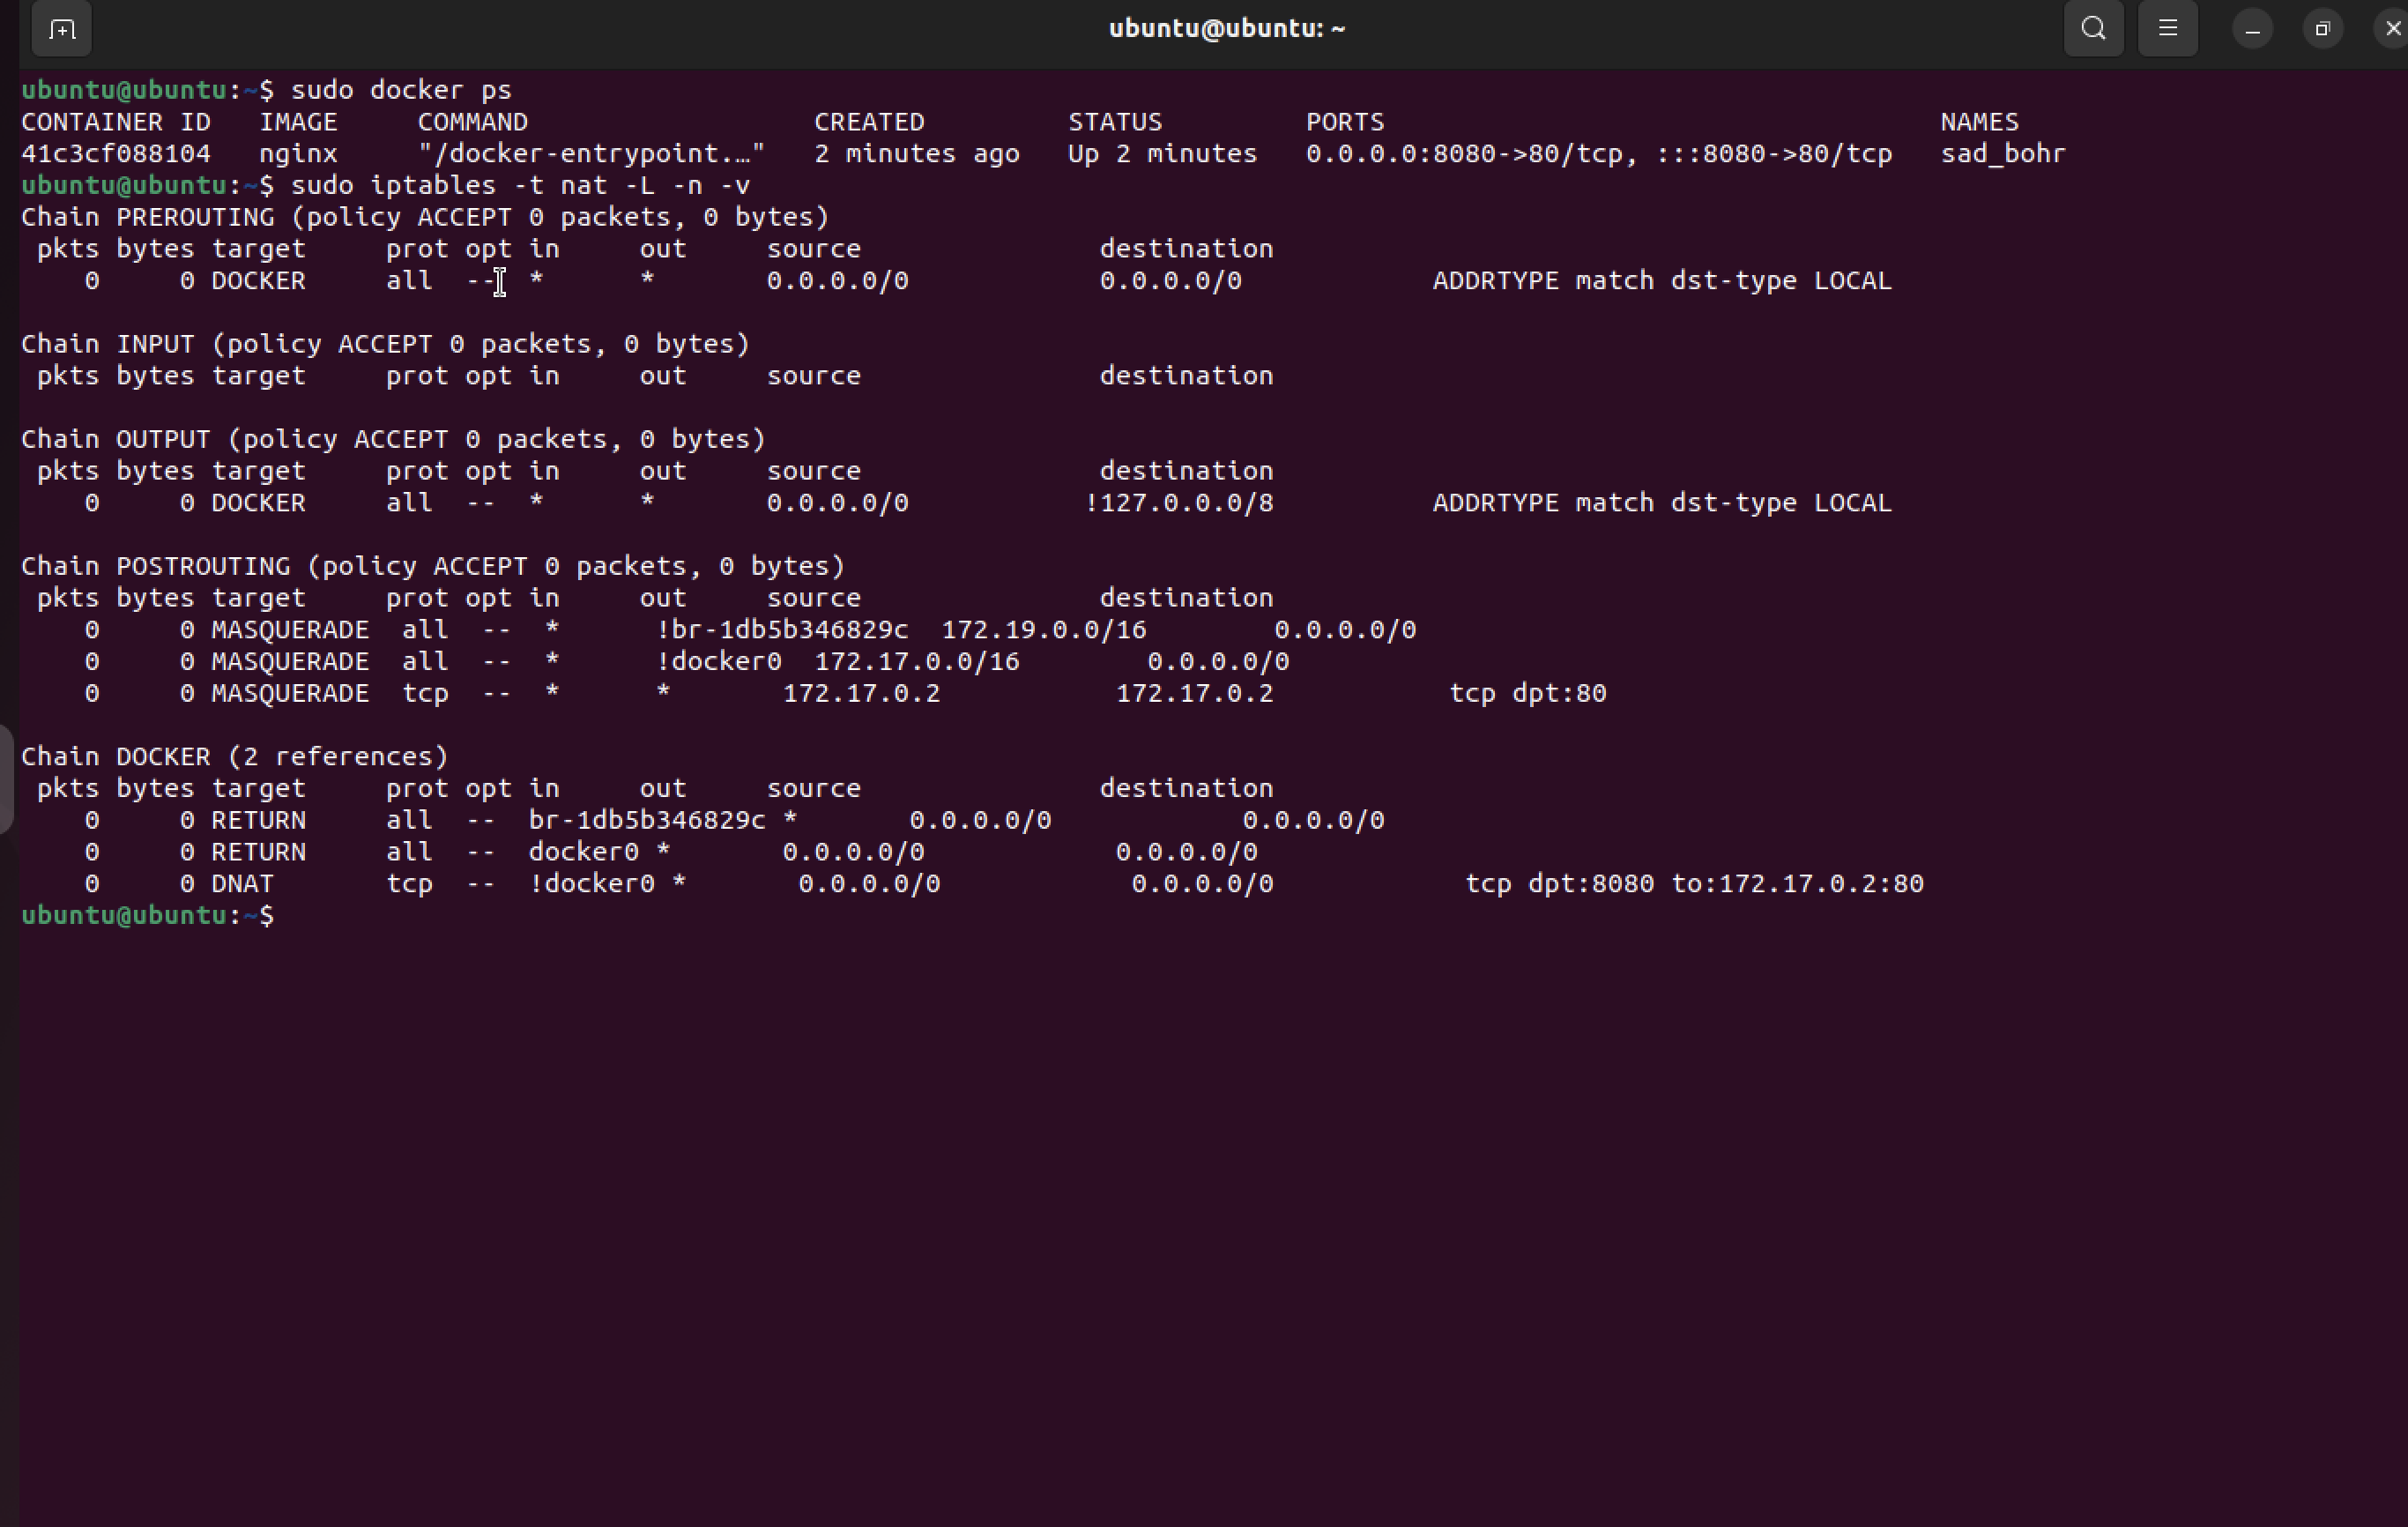 ubuntu@ubuntu: ~
ubuntu@ubuntu:~$ sudo docker ps
CONTAINER ID   IMAGE     COMMAND                  CREATED         STATUS         PORTS                                   NAMES
41c3cf088104   nginx     "/docker-entrypoint.…"   2 minutes ago   Up 2 minutes   0.0.0.0:8080->80/tcp, :::8080->80/tcp   sad_bohr
ubuntu@ubuntu:~$ sudo iptables -t nat -L -n -v
Chain PREROUTING (policy ACCEPT 0 packets, 0 bytes)
 pkts bytes target     prot opt in     out     source               destination
    0     0 DOCKER     all  --  *      *       0.0.0.0/0            0.0.0.0/0            ADDRTYPE match dst-type LOCAL
Chain INPUT (policy ACCEPT 0 packets, 0 bytes)
 pkts bytes target     prot opt in     out     source               destination
Chain OUTPUT (policy ACCEPT 0 packets, 0 bytes)
 pkts bytes target     prot opt in     out     source               destination
    0     0 DOCKER     all  --  *      *       0.0.0.0/0           !127.0.0.0/8          ADDRTYPE match dst-type LOCAL
Chain POSTROUTING (policy ACCEPT 0 packets, 0 bytes)
 pkts bytes target     prot opt in     out     source               destination
    0     0 MASQUERADE  all  --  *      !br-1db5b346829c  172.19.0.0/16        0.0.0.0/0
    0     0 MASQUERADE  all  --  *      !docker0  172.17.0.0/16        0.0.0.0/0
    0     0 MASQUERADE  tcp  --  *      *       172.17.0.2           172.17.0.2           tcp dpt:80
Chain DOCKER (2 references)
 pkts bytes target     prot opt in     out     source               destination
    0     0 RETURN     all  --  br-1db5b346829c *       0.0.0.0/0            0.0.0.0/0
    0     0 RETURN     all  --  docker0 *       0.0.0.0/0            0.0.0.0/0
    0     0 DNAT       tcp  --  !docker0 *       0.0.0.0/0            0.0.0.0/0            tcp dpt:8080 to:172.17.0.2:80
ubuntu@ubuntu:~$